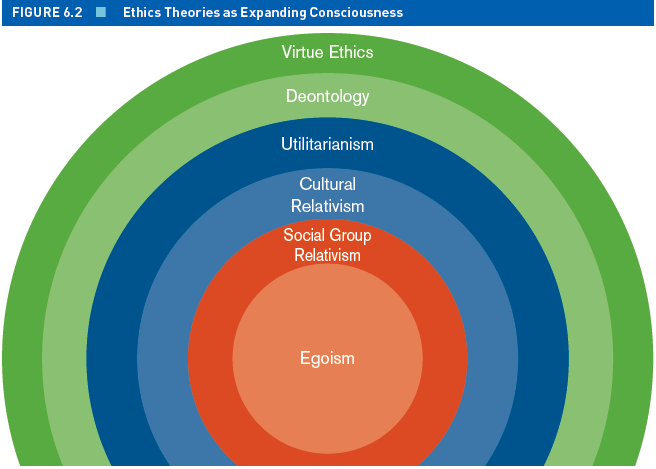 FIGURE 6.2 Ethics Theories as Expanding Consciousness
Virtue Ethics
Deontology
Utilitarianism
Cultural
Relativism
Social Group
Relativism
Egoism